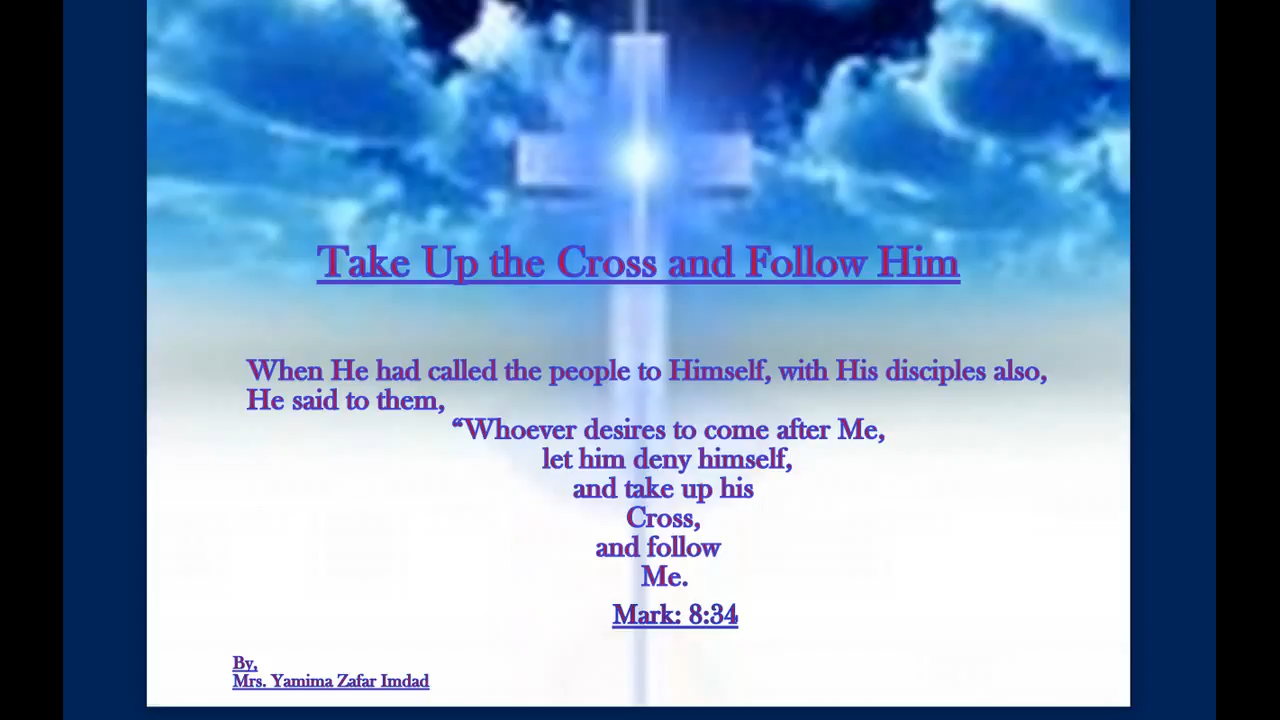 Take Up the Cross and Follow Him
When He had called the people to Himself, with His disciples also,
He said to them,
“Whoever desires to come after Me,
let him deny himself,
and take up his
Cross,
and follow
Me.
Mark: 8:34
By,
Mrs. Yamima Zafar Imdad